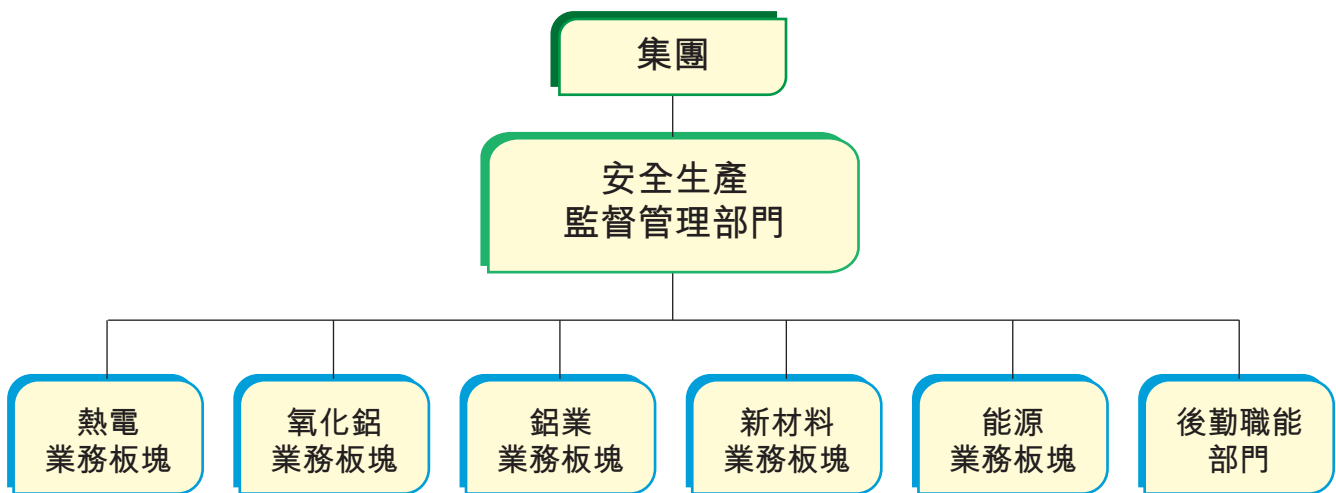 集團
安全生產
監督管理部門
熱電
業務板塊
氧化鋁
業務板塊
鋁業
業務板塊
新材料
業務板塊
能源
業務板塊
後勤職能
部門